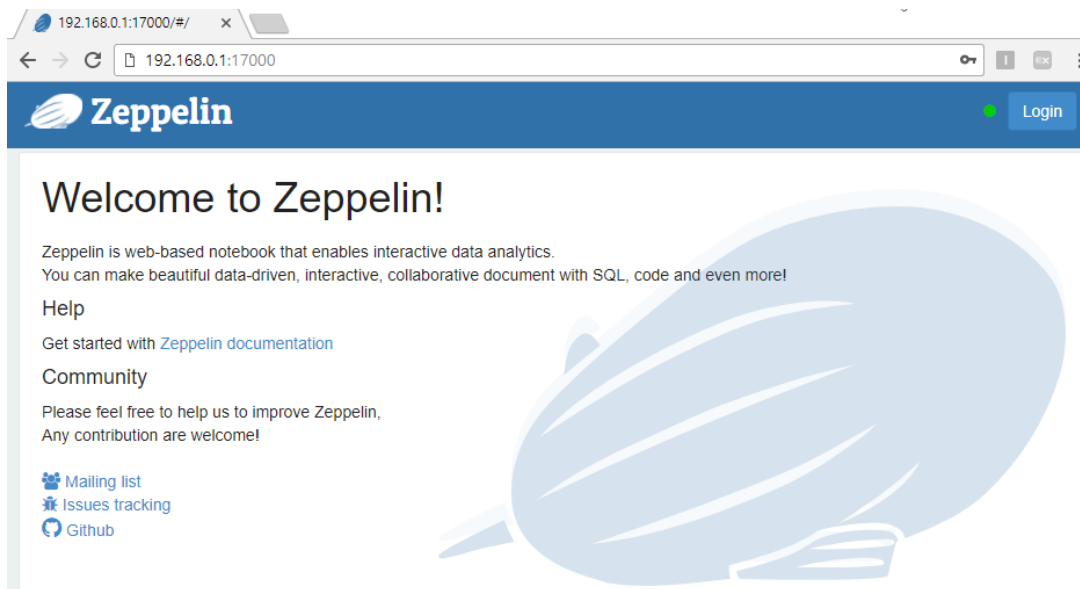 192.168.0.1:17000/#/
192.168.0.1:17000
Zeppelin
Login
Welcome to Zeppelin!
Zeppelin is web-based notebook that enables interactive data analytics.
You can make beautiful data-driven, interactive, collaborative document with SQL, code and even more!
Help
Get started with Zeppelin documentation
Community
Please feel free to help us to improve Zeppelin,
Any contribution are welcome!
Mailing list
Issues tracking
Github